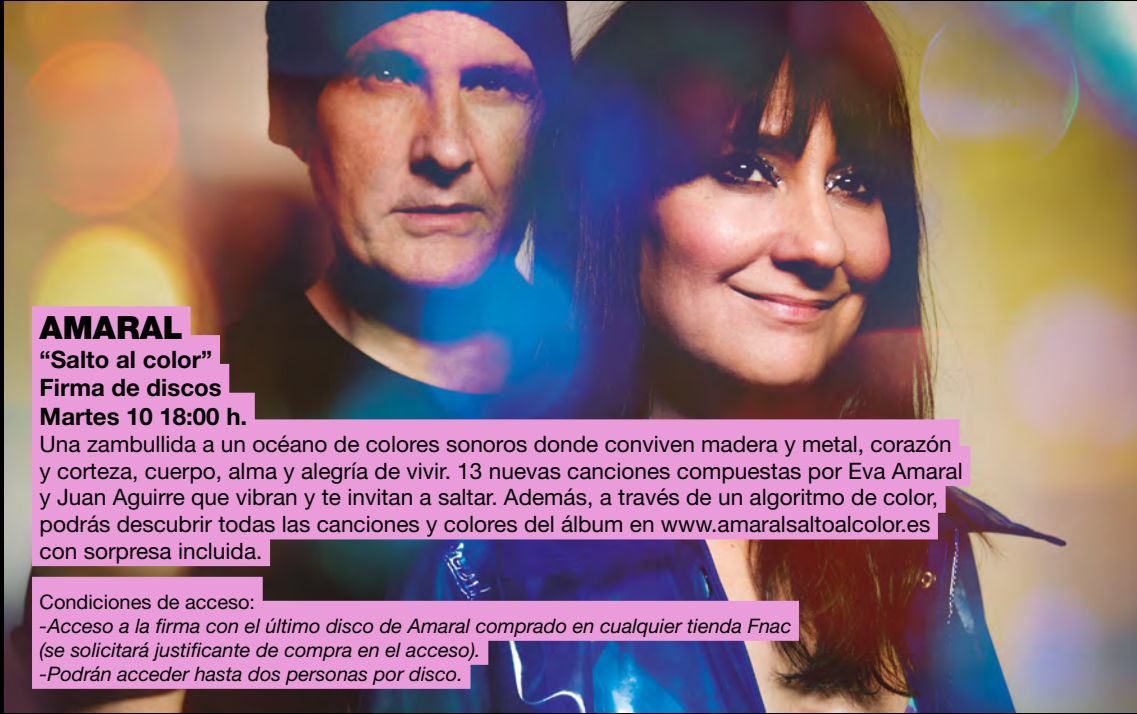 AMARAL
“Salto al color”
Firma de discos
Martes 10 18:00 h.
Una zambullida a un océano de colores sonoros donde conviven madera y metal, corazón
y corteza, cuerpo, alma y alegría de vivir. 13 nuevas canciones compuestas por Eva Amaral
y Juan Aguirre que vibran y te invitan a saltar. Además, a través de un algoritmo de color,
podrás descubrir todas las canciones y colores del álbum en www.amaralsaltoalcolor.es
con sorpresa incluida.
Condiciones de acceso:
-Acceso a la firma con el último disco de Amaral comprado en cualquier tienda Fnac
(se solicitará justificante de compra en el acceso).
-Podrán acceder hasta dos personas por disco.